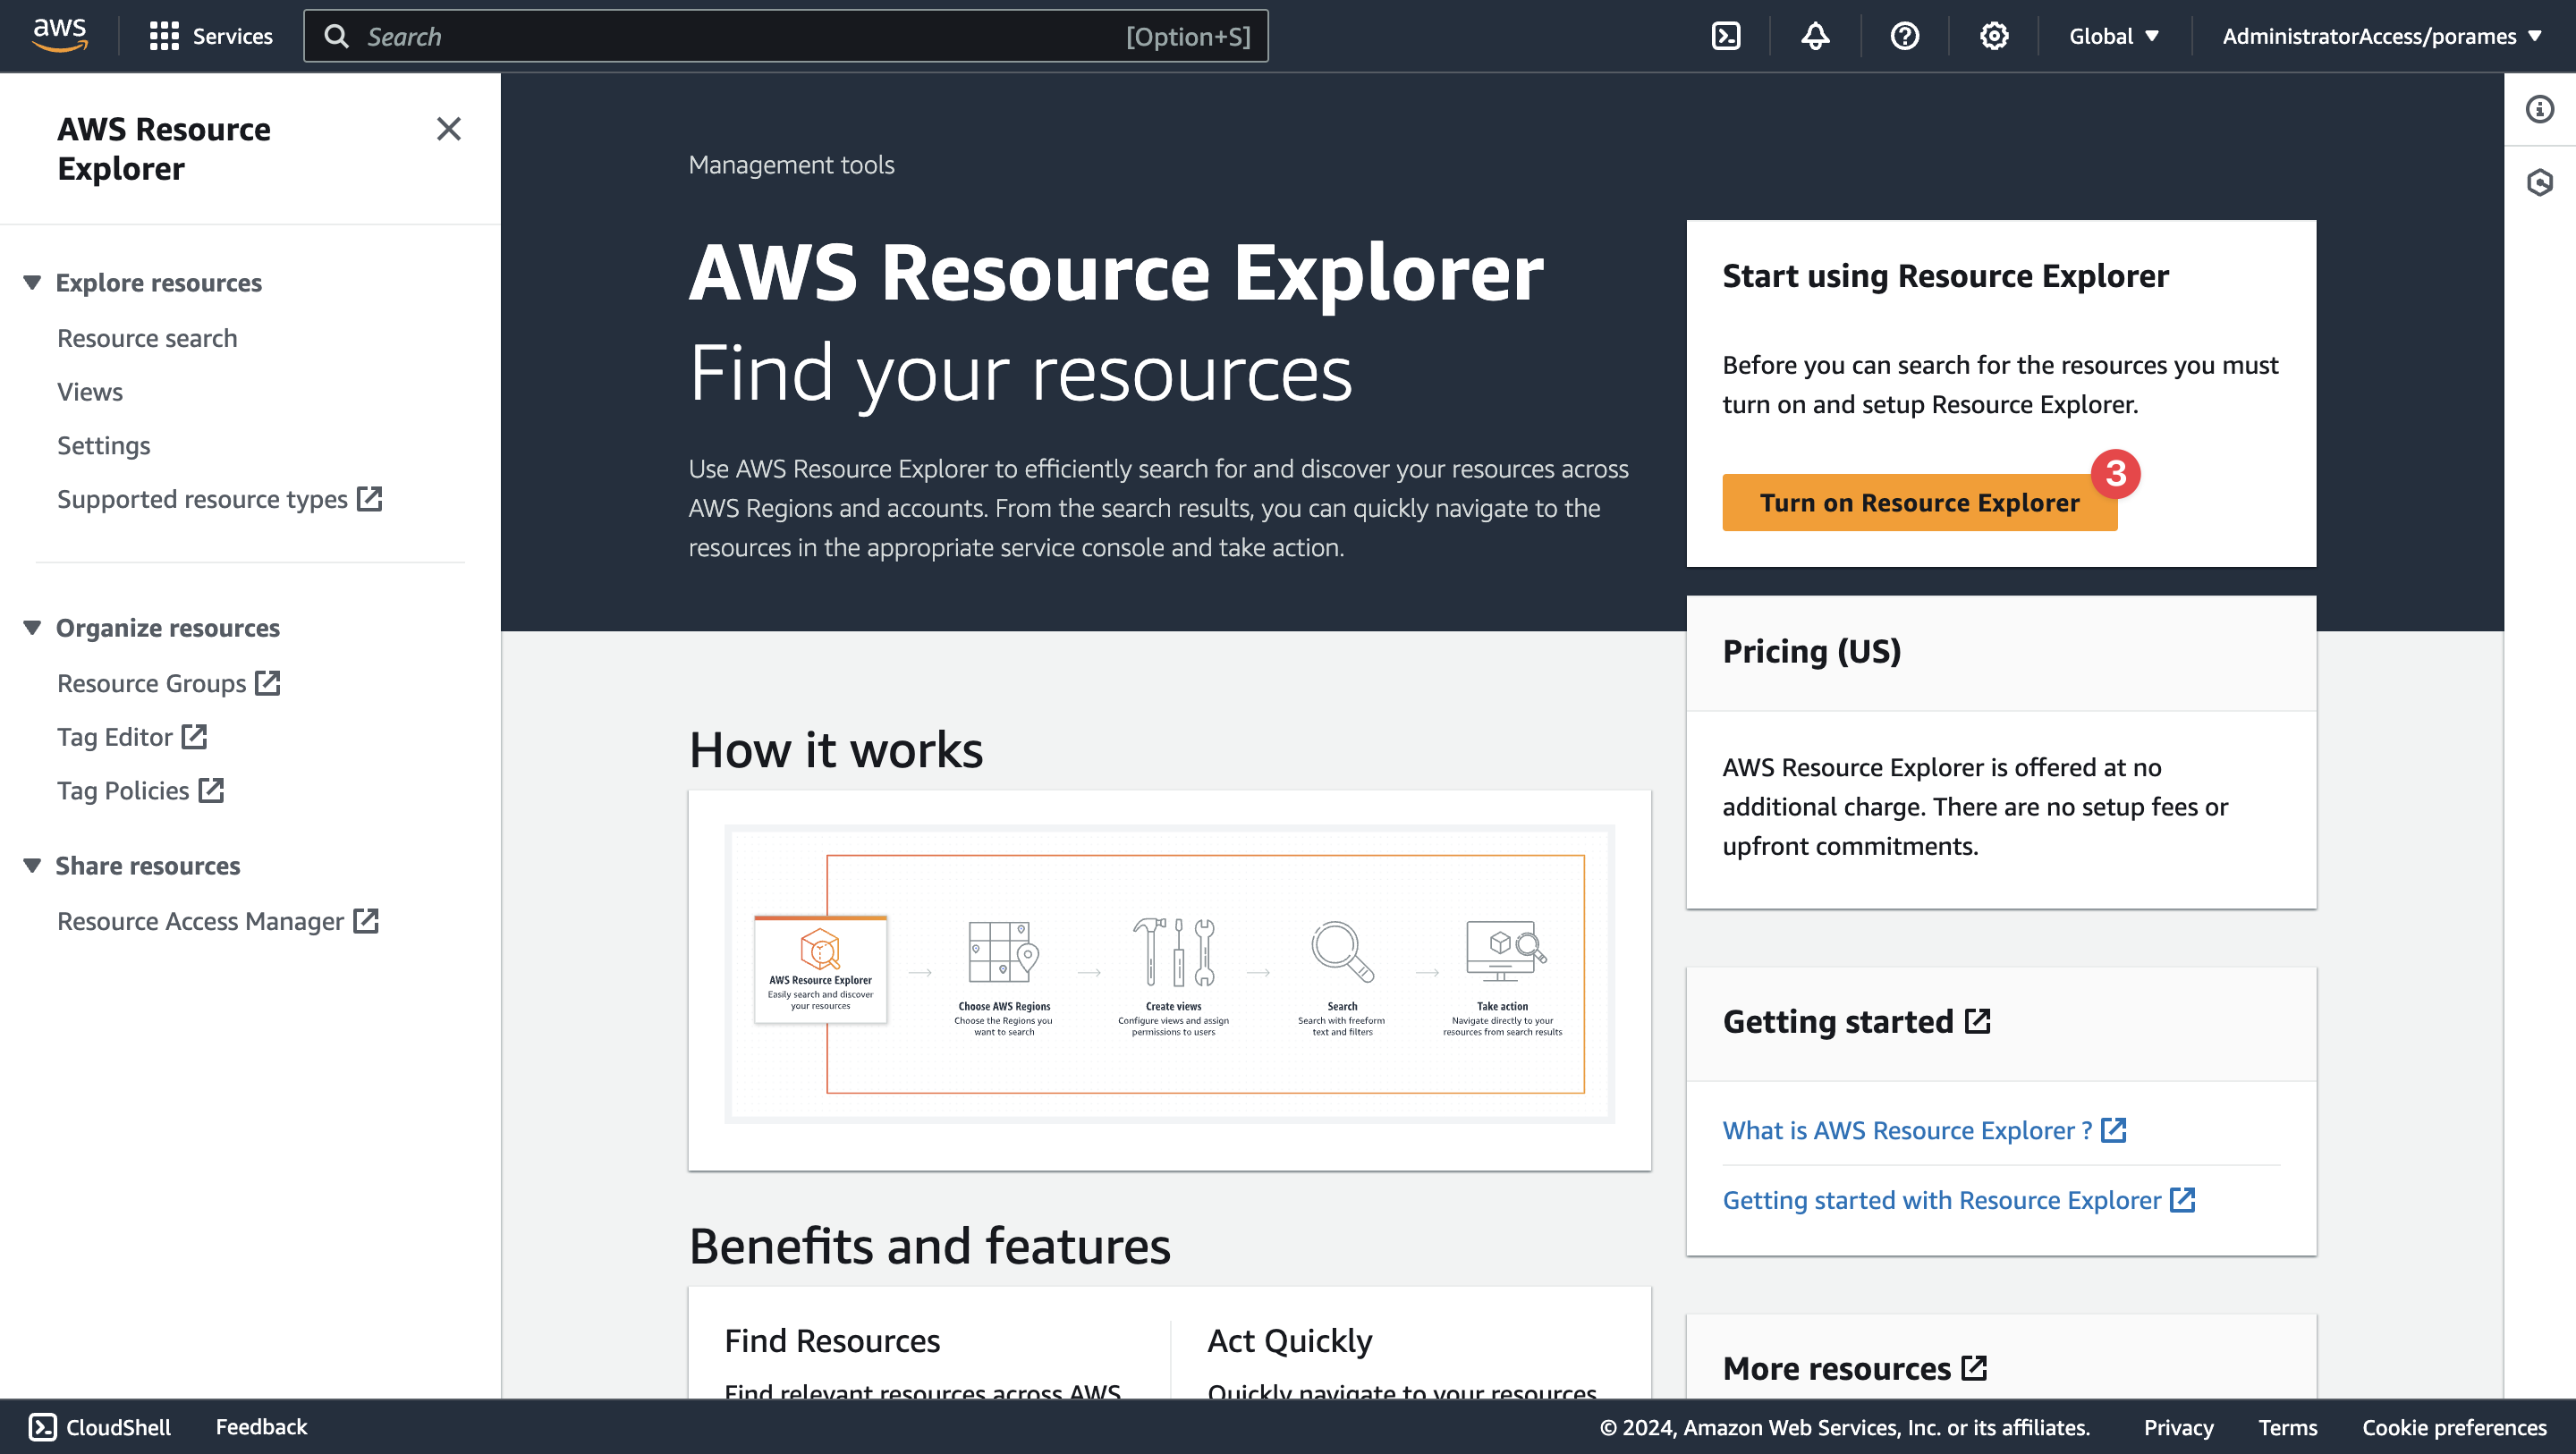 aws
Services
Search
[Option+S]
Global
AdministratorAccess/porames
AWS Resource
Explorer
Explore resources
Resource search
Views
Settings
Supported resource types
Organize resources
Resource Groups
Tag Editor
Tag Policies
Share resources
Resource Access Manager
Management tools
AWS Resource Explorer
Find your resources
Use AWS Resource Explorer to efficiently search for and discover your resources across
AWS Regions and accounts. From the search results, you can quickly navigate to the
resources in the appropriate service console and take action.
Start using Resource Explorer
Before you can search for the resources you must
turn on and setup Resource Explorer.
3
Turn on Resource Explorer
Pricing (US)
AWS Resource Explorer is offered at no
additional charge. There are no setup fees or
upfront commitments.
How it works
AWS Resource Explorer
Easily search and discover
your resources
Choose AWS Regions
Choose the Regions you
want to search
Create views
Configure views and assign
permissions to users
Search
Search with freeform
text and filters
Take action
Navigate directly to your
resources from search results
Getting started
What is AWS Resource Explorer ?
Getting started with Resource Explorer
Benefits and features
Find Resources
Find relevant resources across AWS
Act Quickly
Quickly navigate to your resources
More resources
CloudShell
Feedback
© 2024, Amazon Web Services, Inc. or its affiliates.
Privacy
Terms
Cookie preferences